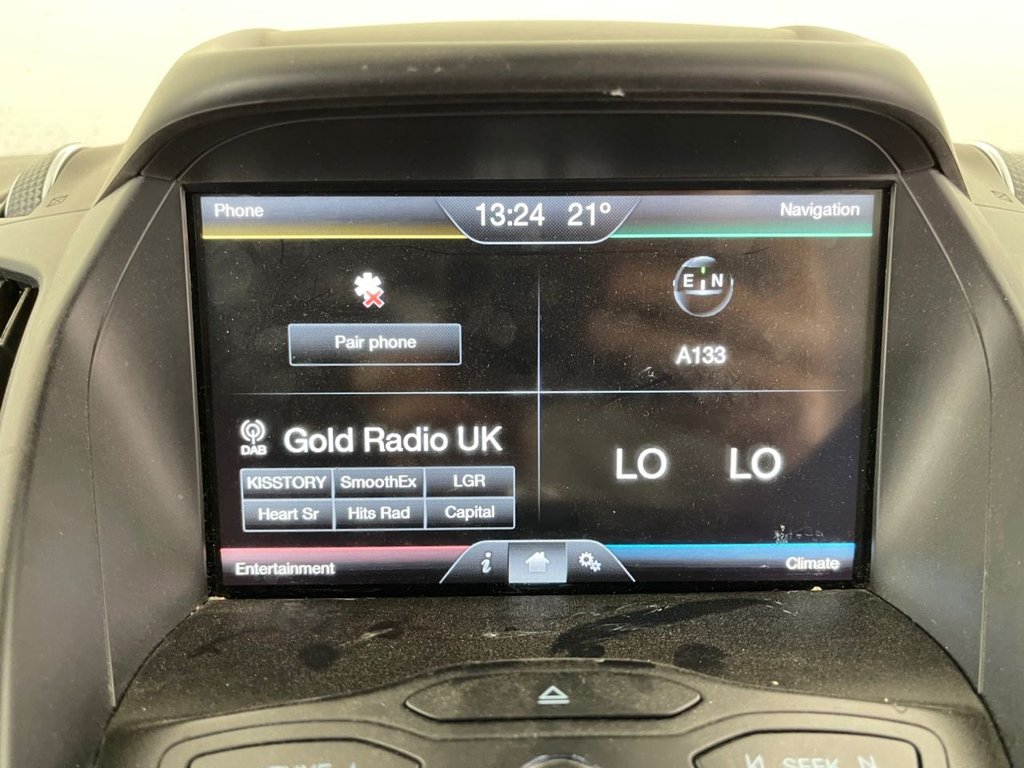 Phone
13:24 21°
Navigation
E N
Pair phone
A133
DAB
Gold Radio UK
KISSTORY SmoothEx LGR
Heart Sr Hits Rad Capital
LO LO
Entertainment
i
Climate
SEEK